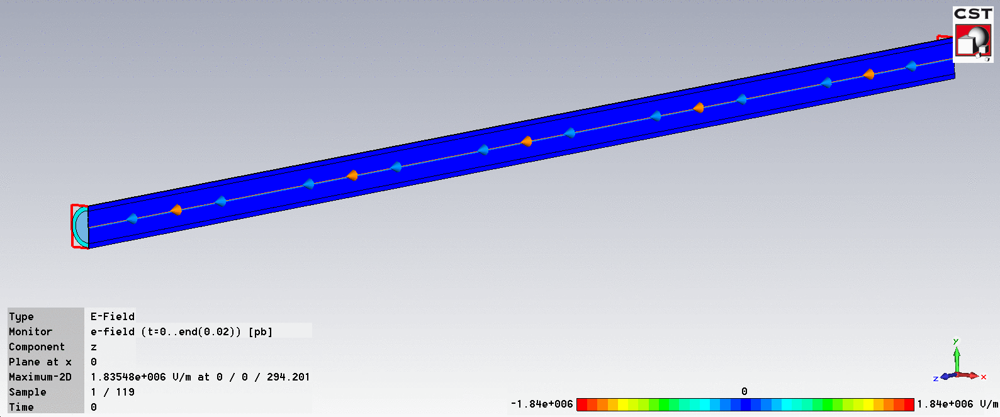 CST
Type E-Field
Monitor e-field (t=0..end(0.02)) [pb]
Component z
Plane at x 0
Maximum-2D 1.83548e+006 V/m at 0 / 0 / 294.201
Sample 1 / 119
Time 0
y
z
x
0
-1.84e+006
1.84e+006 V/m